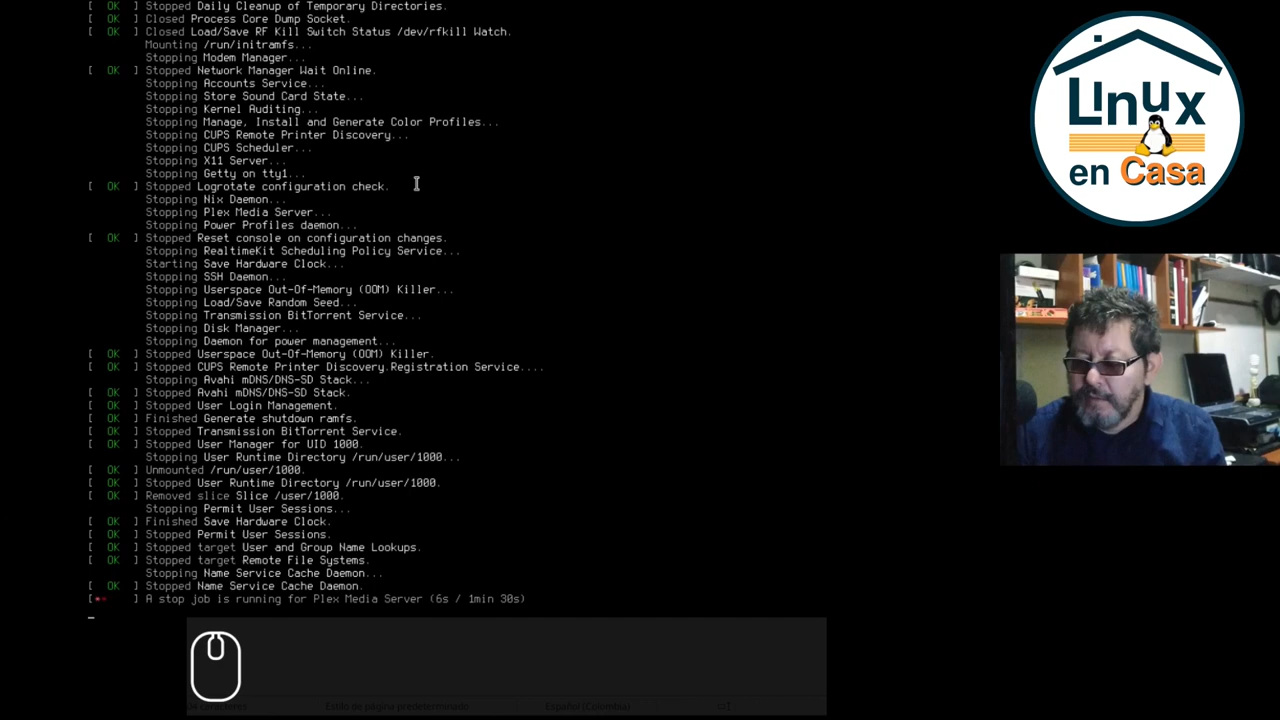 [ OK ] Stopped Daily Cleanup of Temporary Directories.
[ OK ] Closed Process Core Dump Socket.
[ OK ] Closed Load/Save RF Kill Switch Status /dev/rfkill Watch.
Mounting /run/initramfs...
Stopping Modem Manager...
[ OK ] Stopped Network Manager Wait Online.
Stopping Accounts Service...
Stopping Store Sound Card State...
Stopping Kernel Auditing...
Stopping Manage, Install and Generate Color Profiles...
Stopping CUPS Remote Printer Discovery...
Stopping CUPS Scheduler...
Stopping X11 Server...
Stopping Getty on tty1...
[ OK ] Stopped Logrotate configuration check.
Stopping Nix Daemon...
Stopping Plex Media Server...
Stopping Power Profiles daemon...
[ OK ] Stopped Reset console on configuration changes.
Stopping RealtimeKit Scheduling Policy Service...
Starting Save Hardware Clock...
Stopping SSH Daemon...
Stopping Userspace Out-Of-Memory (OOM) Killer...
Stopping Load/Save Random Seed...
Stopping Transmission BitTorrent Service...
Stopping Disk Manager...
Stopping Daemon for power management...
[ OK ] Stopped Userspace Out-Of-Memory (OOM) Killer.
[ OK ] Stopped CUPS Remote Printer Discovery.Registration Service....
Stopping Avahi mDNS/DNS-SD Stack...
[ OK ] Stopped Avahi mDNS/DNS-SD Stack.
[ OK ] Stopped User Login Management.
[ OK ] Finished Generate shutdown ramfs.
[ OK ] Stopped Transmission BitTorrent Service.
[ OK ] Stopped User Manager for UID 1000.
Stopping User Runtime Directory /run/user/1000...
[ OK ] Unmounted /run/user/1000.
[ OK ] Stopped User Runtime Directory /run/user/1000.
[ OK ] Removed slice Slice /user/1000.
Stopping Permit User Sessions...
[ OK ] Finished Save Hardware Clock.
[ OK ] Stopped Permit User Sessions.
[ OK ] Stopped target User and Group Name Lookups.
[ OK ] Stopped target Remote File Systems.
Stopping Name Service Cache Daemon...
[ OK ] Stopped Name Service Cache Daemon.
[** ] A stop job is running for Plex Media Server (6s / 1min 30s)
Linux
en Casa
caracteres Estilo de página predeterminado Español (Colombia)